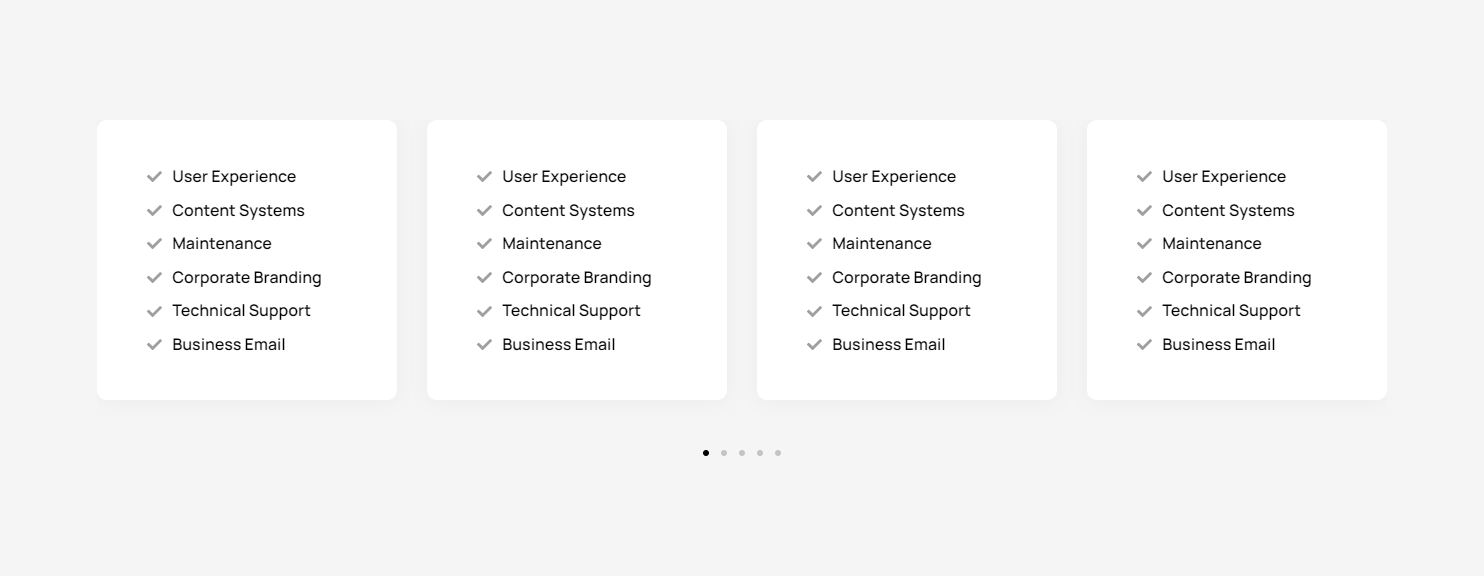 User Experience
Content Systems
Maintenance
Corporate Branding
Technical Support
Business Email
User Experience
Content Systems
Maintenance
Corporate Branding
Technical Support
Business Email
User Experience
Content Systems
Maintenance
Corporate Branding
Technical Support
Business Email
User Experience
Content Systems
Maintenance
Corporate Branding
Technical Support
Business Email